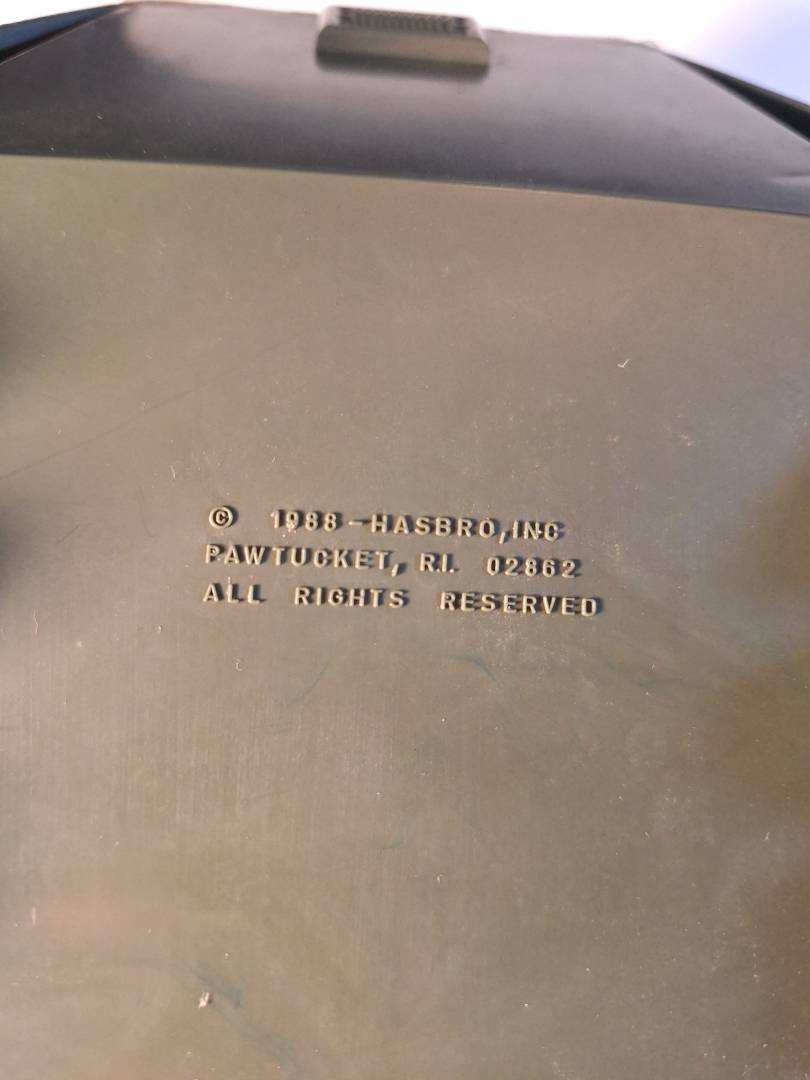 © 1988-HASBRO,INC
PAWTUCKET, R.I. 02862
ALL RIGHTS RESERVED